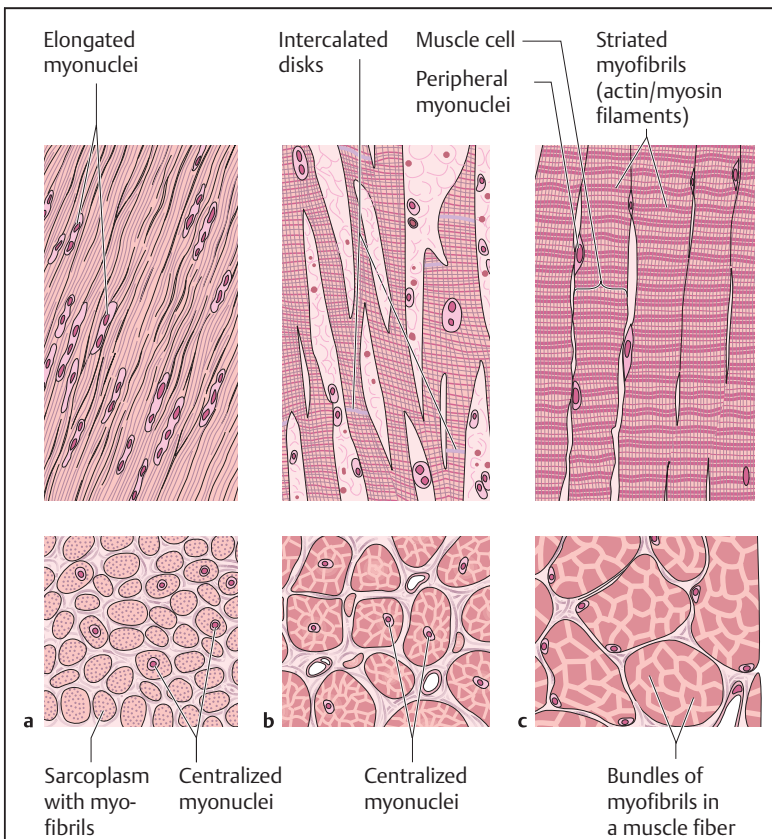 Elongated
myonuclei
Intercalated
disks
Muscle cell
Peripheral
myonuclei
Striated
myofibrils
(actin/myosin
filaments)
a
b
c
Sarcoplasm
with myo-
fibrils
Centralized
myonuclei
Centralized
myonuclei
Bundles of
myofibrils in
a muscle fiber